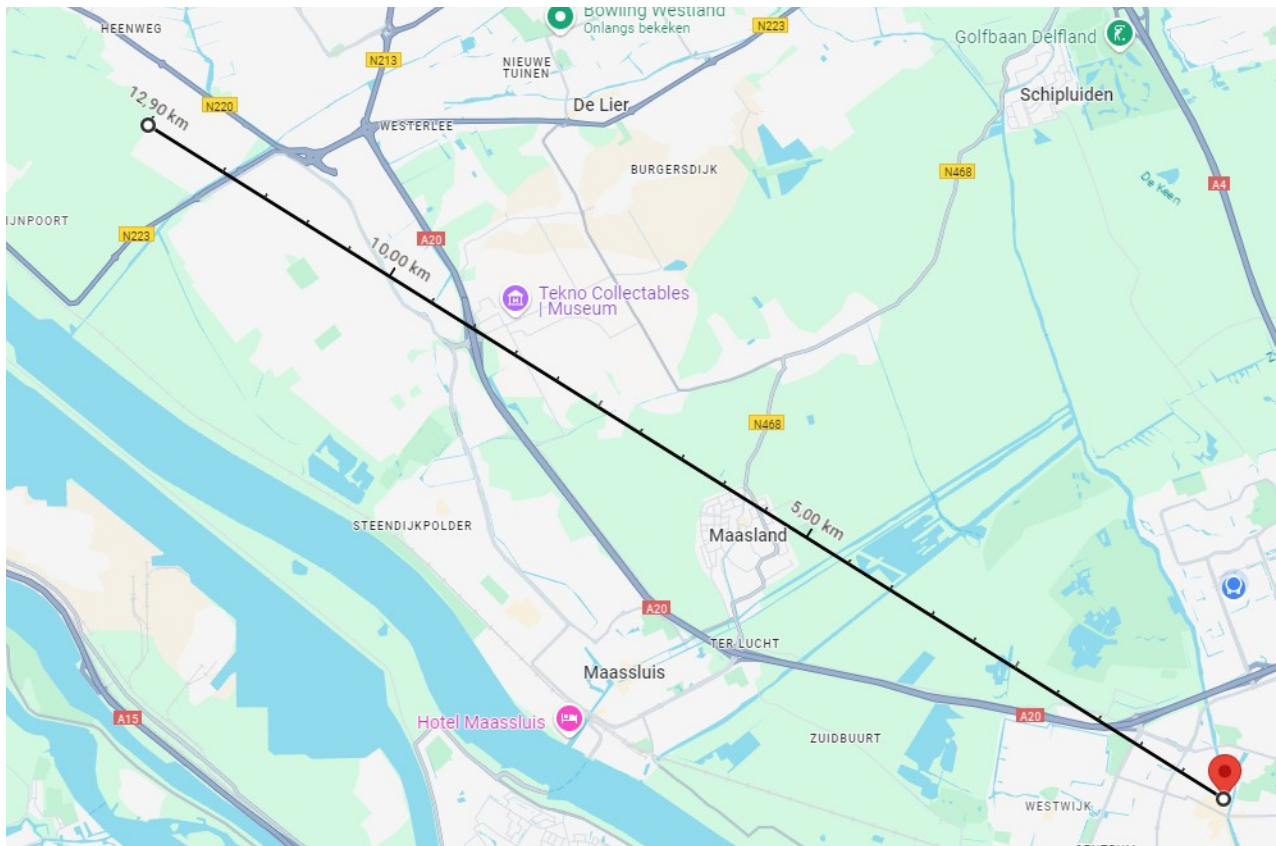 HEENWEG
Bowling Westland
Onlangs bekeken
N223
Golfbaan Delfland
N213
NIEUWE
TUINEN
12,90 km
N220
De Lier
Schipluiden
WESTERLEE
BURGERSDIJK
N468
A4
De Keen
IJNPOORT
N223
A20
10,00 km
Tekno Collectables
| Museum
N468
5,00 km
Maasland
STEENDIJKPOLDER
A20
TER LUCHT
Maassluis
A15
Hotel Maassluis
A20
ZUIDBUURT
WESTWIJK